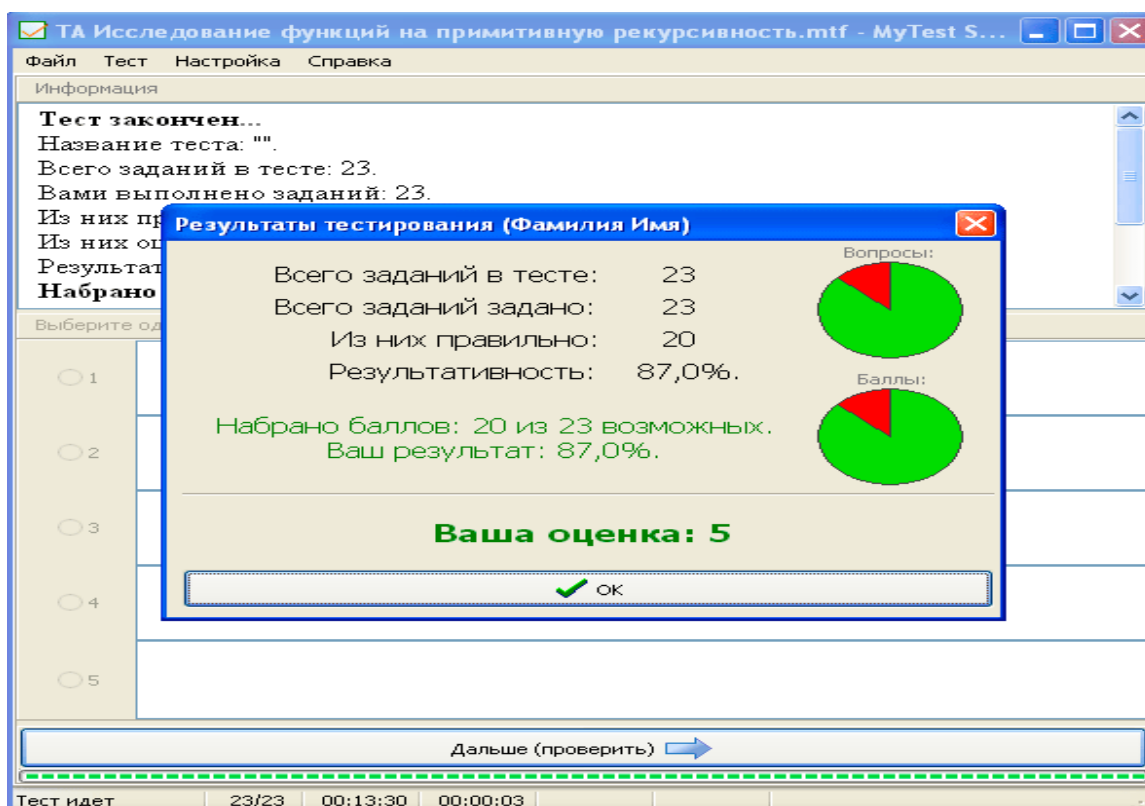 ТА Исследование функций на примитивную рекурсивность.mtf - MyTest S...
Файл Тест Настройка Справка
Информация
Тест закончен...
Название теста: "".
Всего заданий в тесте: 23.
Вами выполнено заданий: 23.
Из них
Из них
Набрано
Результаты тестирования (Фамилия Имя)
Всего заданий в тесте: 23
Всего заданий задано: 23
Из них правильно: 20
Результативность: 87,0%.
Набрано баллов: 20 из 23 возможных.
Ваш результат: 87,0%.
Вопросы:
Баллы:
Ваша оценка: 5
OK
Выберите
1
2
3
4
5
Дальше (проверить)
Тест идет 23/23 00:13:30 00:00:03